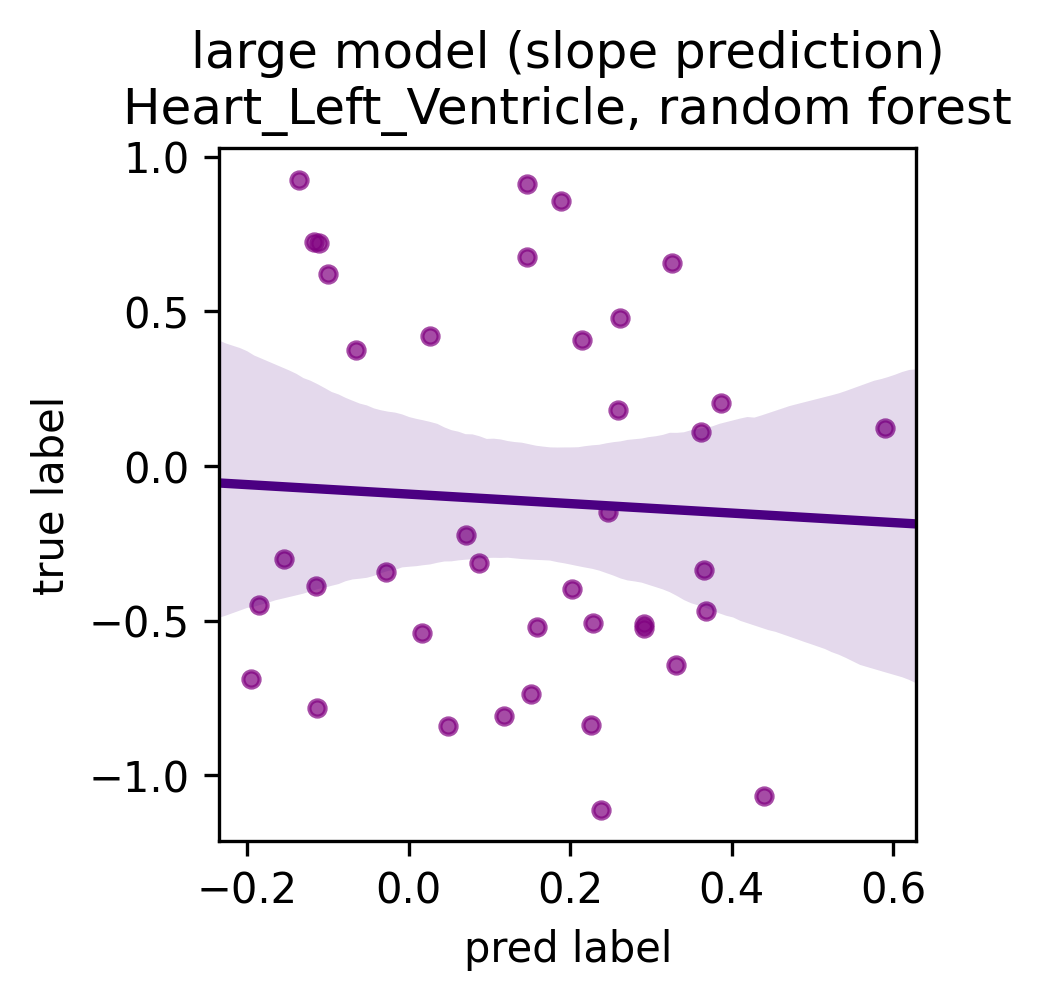 large model (slope prediction)
Heart_Left_Ventricle, random forest
1.0
0.5
0.0
−0.5
−1.0
true label
−0.2
0.0
0.2
0.4
0.6
pred label